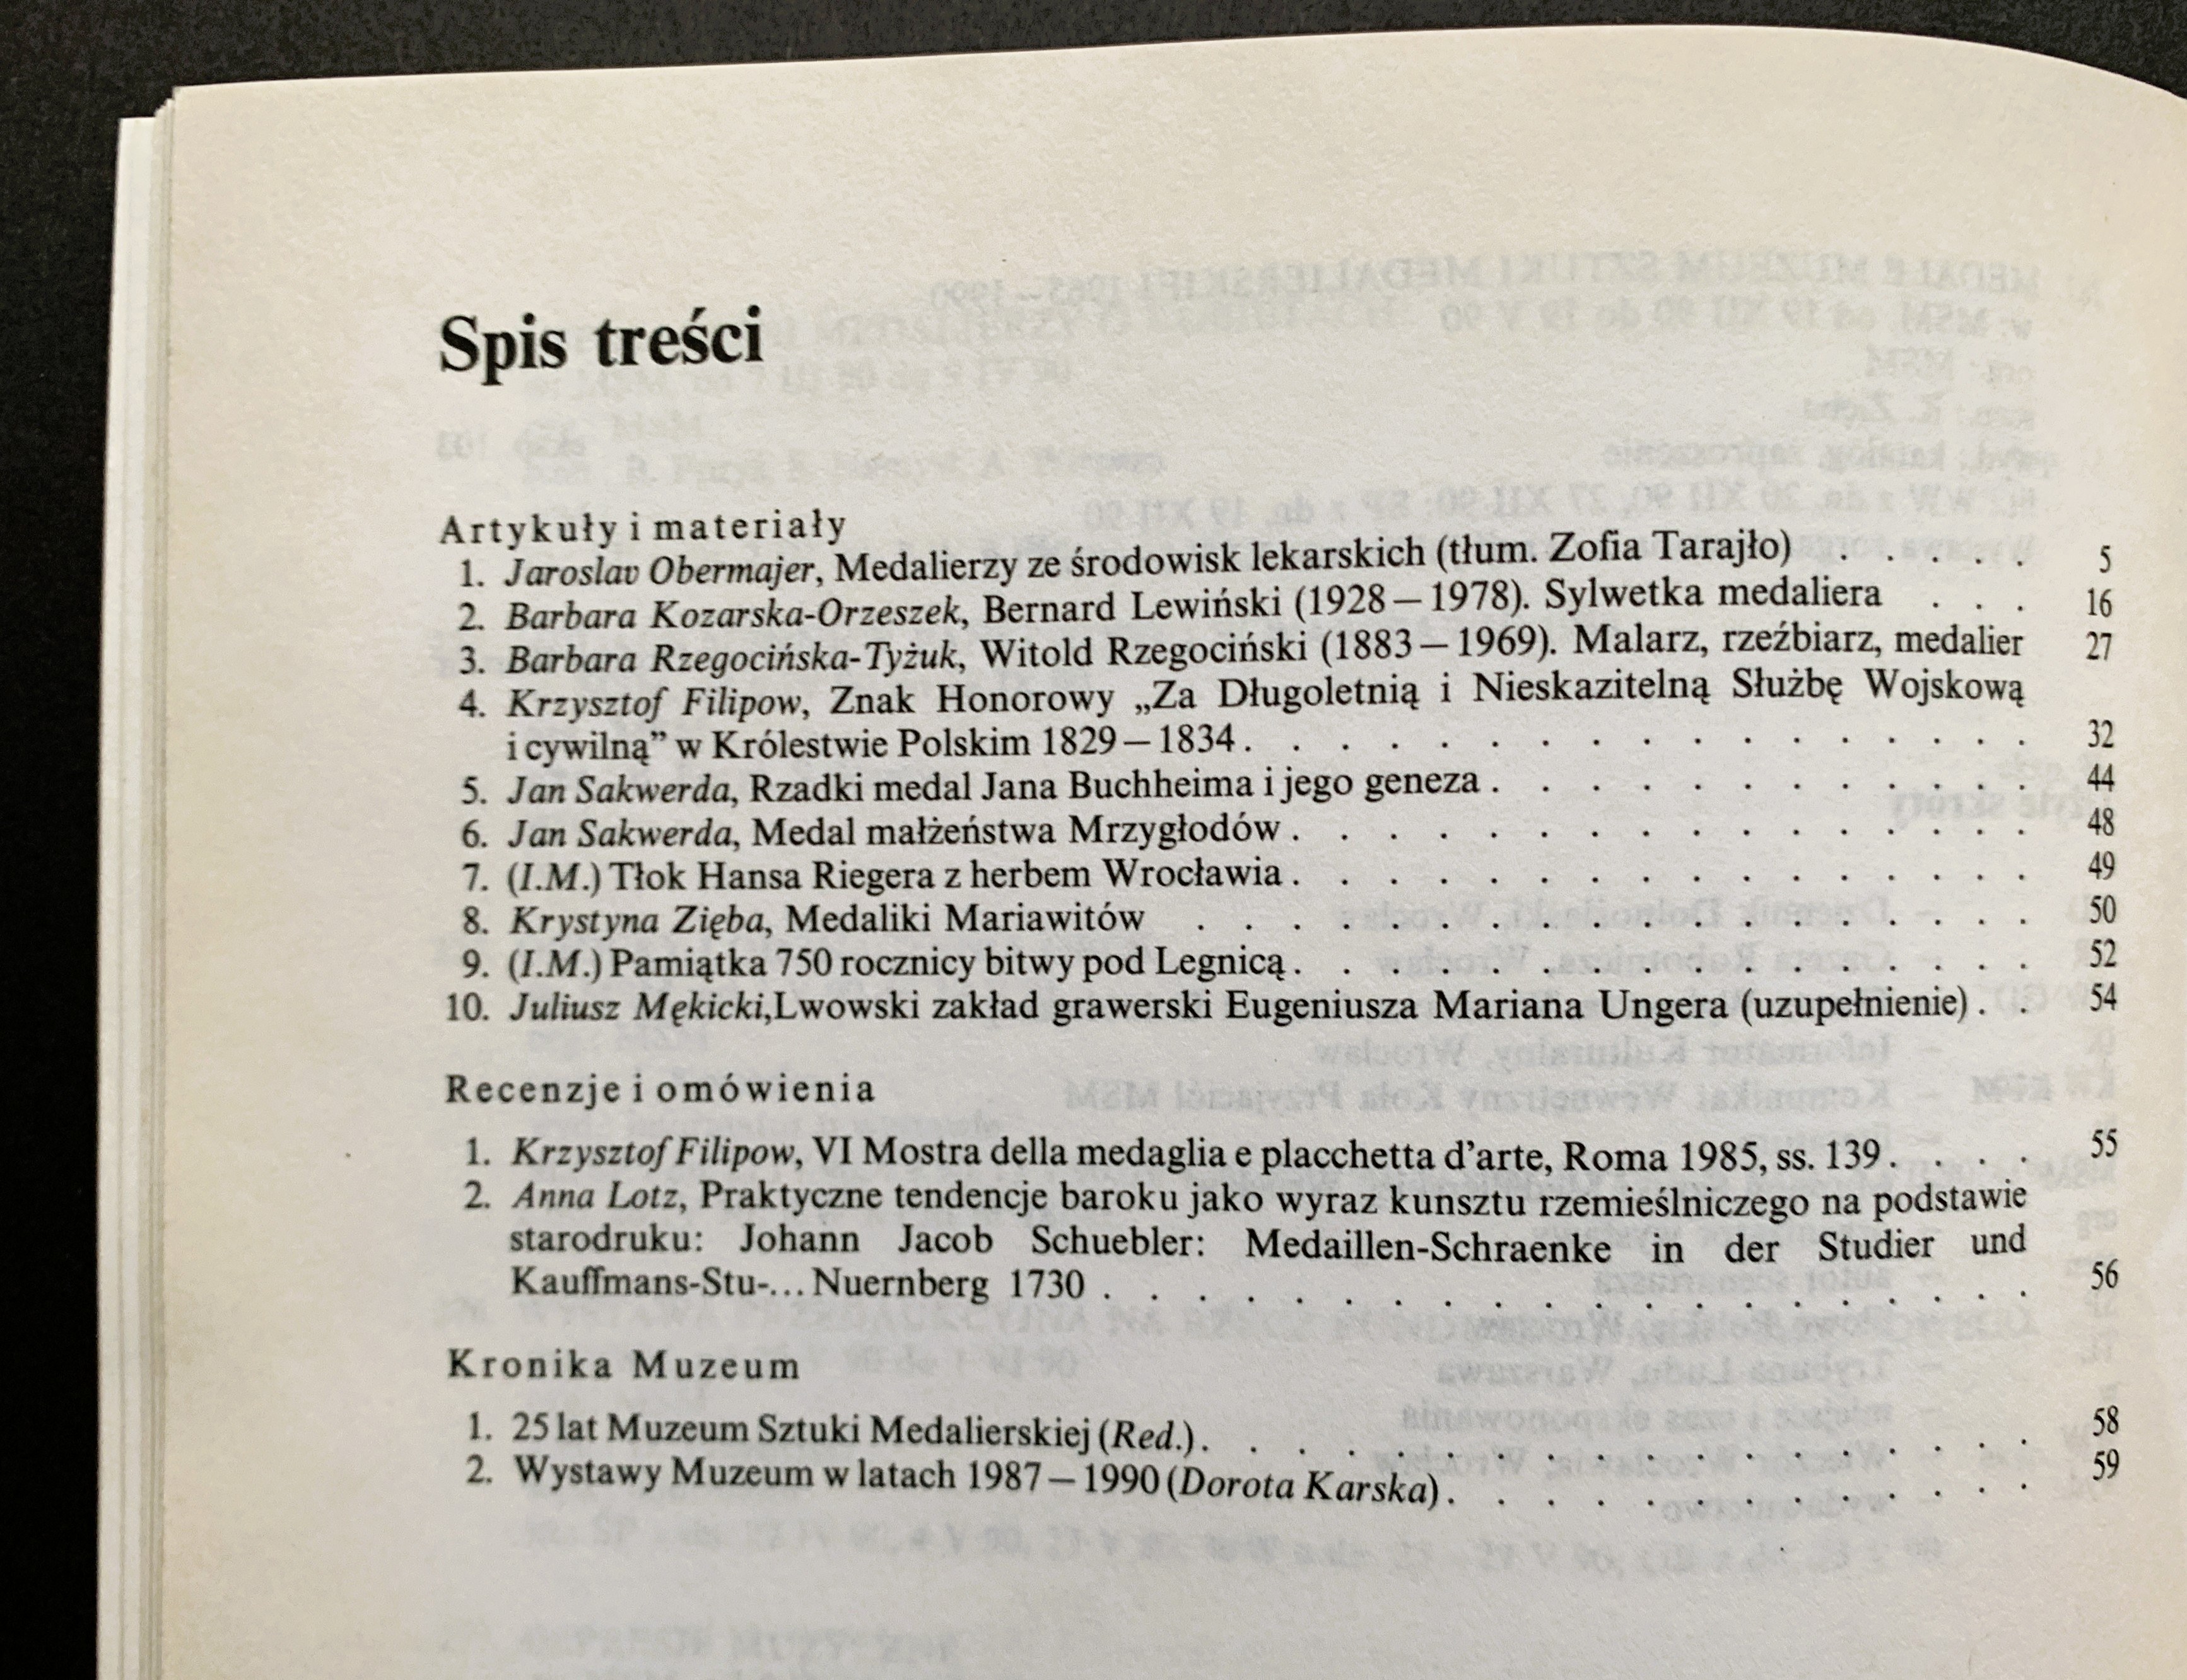 Spis treści
Artykuły i materiały
1. Jaroslav Obermajer, Medalierzy ze środowisk lekarskich (tłum. Zofia Tarajło) . . . . . 5
2. Barbara Kozarska-Orzeszek, Bernard Lewiński (1928 – 1978). Sylwetka medaliera . . . 16
3. Barbara Rzegocińska-Tyżuk, Witold Rzegociński (1883 – 1969). Malarz, rzeźbiarz, medalier 27
4. Krzysztof Filipow, Znak Honorowy „Za Długoletnią i Nieskazitelną Służbę Wojskową
i cywilną” w Królestwie Polskim 1829 – 1834 . . . . . . . . . . . . . . . . 32
5. Jan Sakwerda, Rzadki medal Jana Buchheima i jego geneza . . . . . . . . . . . 44
6. Jan Sakwerda, Medal małżeństwa Mrzygłodów . . . . . . . . . . . . . . . 48
7. (I.M.) Tłok Hansa Riegera z herbem Wrocławia . . . . . . . . . . . . . . . 49
8. Krystyna Zięba, Medaliki Mariawitów . . . . . . . . . . . . . . . . . 50
9. (I.M.) Pamiątka 750 rocznicy bitwy pod Legnicą . . . . . . . . . . . . . . . 52
10. Juliusz Mękicki,Lwowski zakład grawerski Eugeniusza Mariana Ungera (uzupełnienie) . . 54
Recenzje i omówienia
1. Krzysztof Filipow, VI Mostra della medaglia e placchetta d’arte, Roma 1985, ss. 139 . . . . 55
2. Anna Lotz, Praktyczne tendencje baroku jako wyraz kunsztu rzemieślniczego na podstawie
starodruku: Johann Jacob Schuebler: Medaillen-Schraenke in der Studier und
Kauffmans-Stu-... Nuernberg 1730 . . . . . . . . . . . . . . . . . . . 56
Kronika Muzeum
1. 25 lat Muzeum Sztuki Medalierskiej (Red.) . . . . . . . . . . . . . . . . . 58
2. Wystawy Muzeum w latach 1987 – 1990 (Dorota Karska) . . . . . . . . . . . . 59